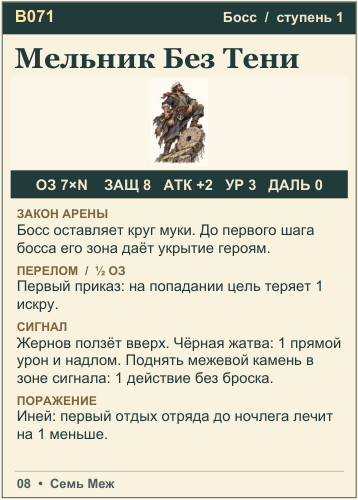 B071
Босс / ступень 1
Мельник Без Тени
ОЗ 7×N ЗАЩ 8 АТК +2 УР 3 ДАЛЬ 0
ЗАКОН АРЕНЫ
Босс оставляет круг муки. До первого шага
босса его зона даёт укрытие героям.
ПЕРЕЛОМ / ½ ОЗ
Первый приказ: на попадании цель теряет 1
искру.
СИГНАЛ
Жернов ползёт вверх. Чёрная жатва: 1 прямой
урон и надлом. Поднять межевой камень в
зоне сигнала: 1 действие без броска.
ПОРАЖЕНИЕ
Иней: первый отдых отряда до ночлега лечит
на 1 меньше.
08 • Семь Меж